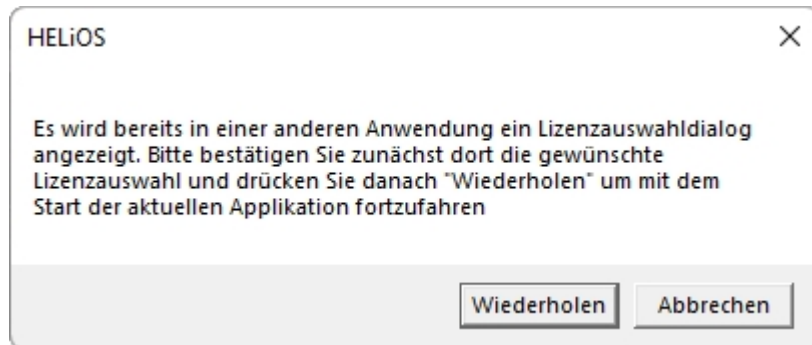 HELiOS
Es wird bereits in einer anderen Anwendung ein Lizenzauswahldialog
angezeigt. Bitte bestätigen Sie zunächst dort die gewünschte
Lizenzauswahl und drücken Sie danach "Wiederholen" um mit dem
Start der aktuellen Applikation fortzufahren
Wiederholen Abbrechen